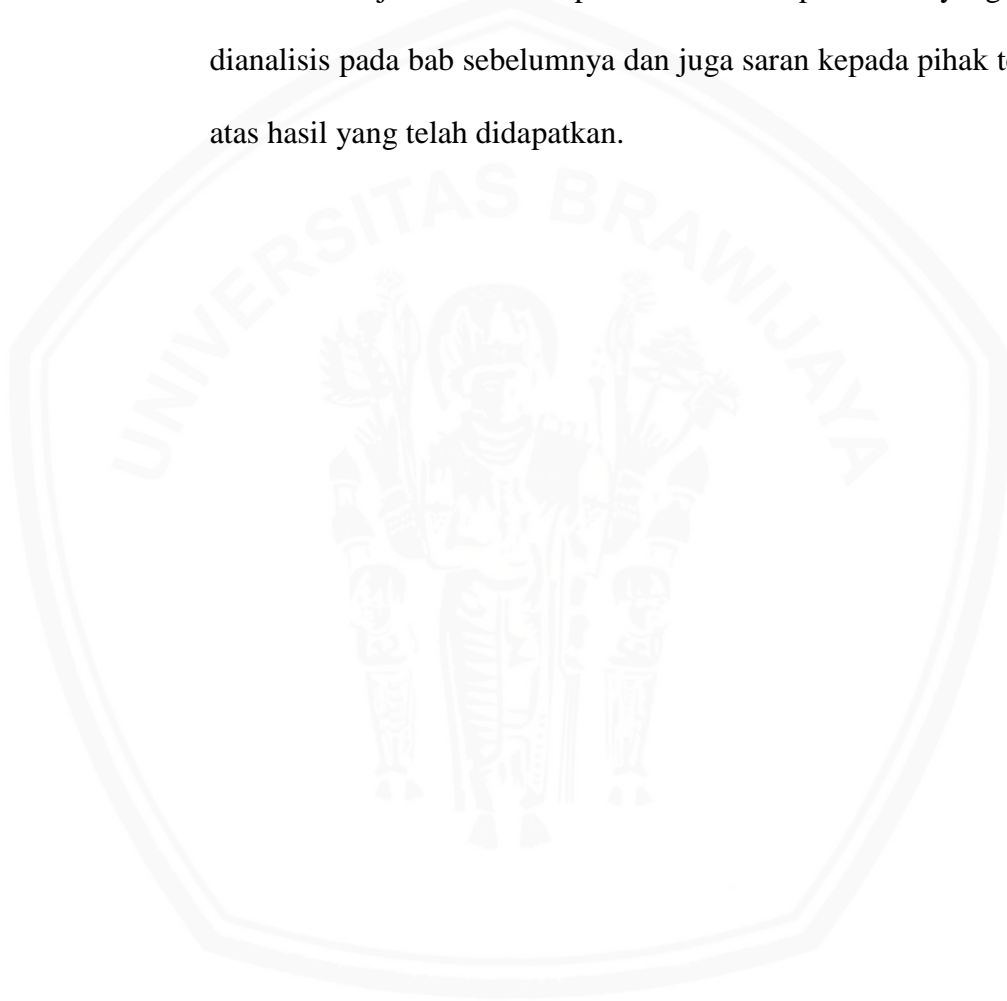 dianalisis pada bab sebelumnya dan juga saran kepada pihak
atas hasil yang telah didapatkan.
UNIVERSITAS BRAWIJAYA